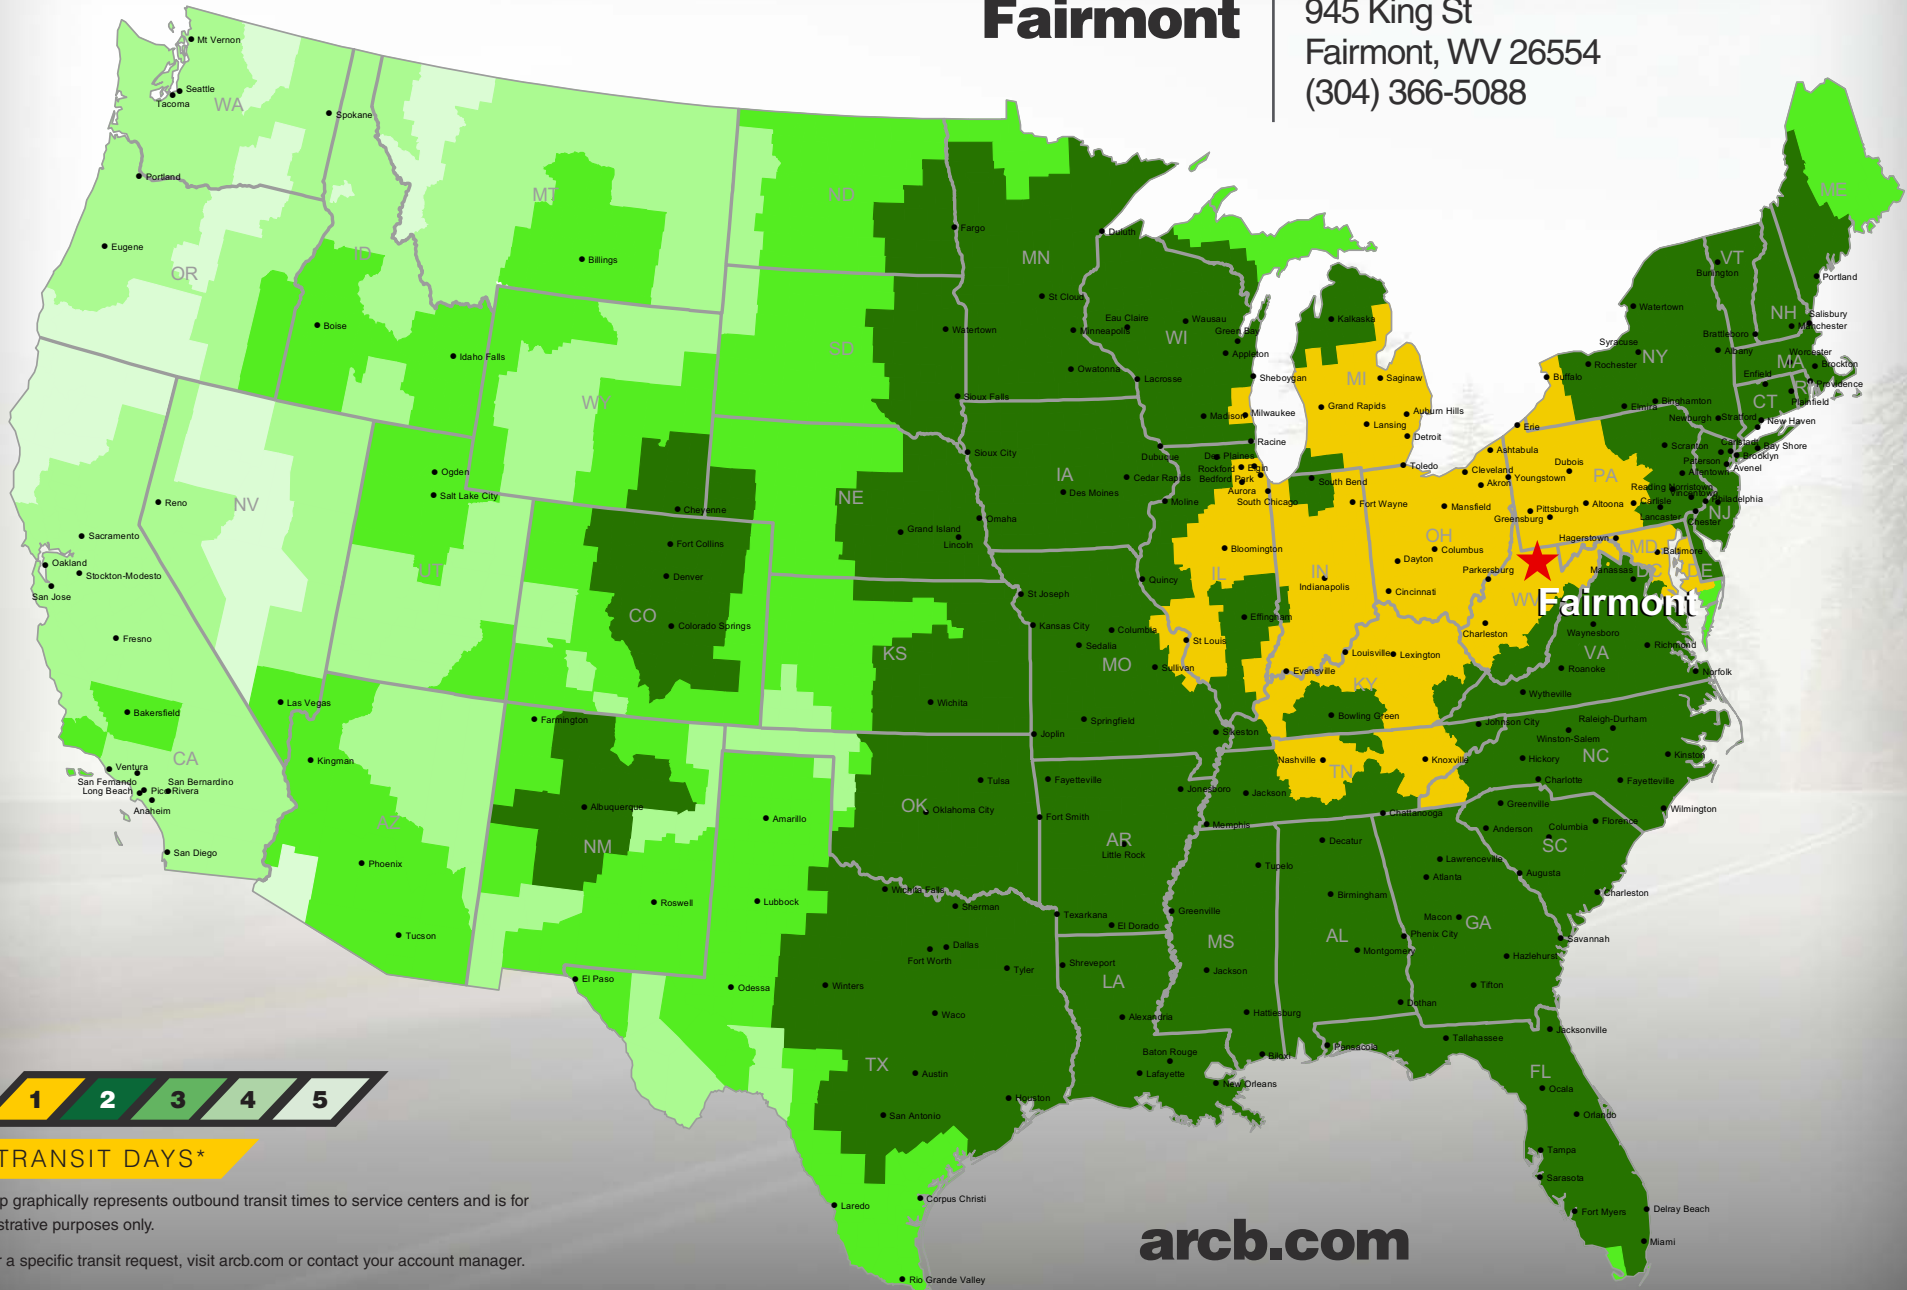 Fairmont
945 King St
Fairmont, WV 26554
(304) 366-5088
Mt Vernon
Seattle
Tacoma
WA
Spokane
Portland
Eugene
OR
ID
Boise
Idaho Falls
MT
Billings
ND
Fargo
MN
Duluth
St Cloud
Minneapolis
Owatonna
Watertown
SD
Sioux Falls
WY
Cheyenne
Eau Claire
Wausau
Green Bay
WI
Appleton
Sheboygan
Lacrosse
Madison
Milwaukee
Racine
Kalkaska
MI
Saginaw
Grand Rapids
Auburn Hills
Lansing
Detroit
ME
VT
Burlington
Portland
NH
Salisbury
Manchester
Watertown
Brattleboro
Syracuse
NY
Albany
Rochester
Buffalo
MA
Worcester
Brockton
Enfield
RI
Providence
Plainfield
CT
Elmira
Binghamton
Newburgh
Stratford
New Haven
Erie
Scranton
Carlstadt
Bay Shore
Paterson
Brooklyn
Avenel
Allentown
Reading
Norristown
Vincentown
Philadelphia
NJ
Lancaster
Chester
Carlisle
Altoona
PA
Dubois
Pittsburgh
Greensburg
Ashtabula
Cleveland
Youngstown
Akron
Toledo
Mansfield
OH
Columbus
Dayton
Cincinnati
Parkersburg
Hagerstown
MD
Baltimore
DC
DE
Manassas
WV
Fairmont
Charleston
Waynesboro
Richmond
VA
Roanoke
Norfolk
Wytheville
Dubuque
Des Plaines
Rockford
Elgin
Bedford Park
Aurora
South Chicago
South Bend
Fort Wayne
Moline
Cedar Rapids
IA
Des Moines
Sioux City
Omaha
NE
Grand Island
Lincoln
Bloomington
IL
IN
Indianapolis
Quincy
Effingham
St Louis
Evansville
Louisville
Lexington
KY
Bowling Green
Reno
NV
Sacramento
Oakland
Stockton-Modesto
San Jose
Fresno
Bakersfield
CA
Ventura
San Fernando
San Bernardino
Long Beach
Pico Rivera
Anaheim
San Diego
Las Vegas
Ogden
Salt Lake City
UT
Kingman
AZ
Phoenix
Tucson
Fort Collins
Denver
CO
Colorado Springs
Farmington
Albuquerque
NM
Roswell
St Joseph
Kansas City
Columbia
Sedalia
MO
Sullivan
KS
Wichita
Springfield
Joplin
Sikeston
Tulsa
OK
Oklahoma City
Fayetteville
Jonesboro
Fort Smith
AR
Little Rock
Memphis
Jackson
Nashville
TN
Knoxville
Chattanooga
Johnson City
Raleigh-Durham
Winston-Salem
NC
Hickory
Kinston
Charlotte
Fayetteville
Wilmington
Greenville
Anderson
Columbia
Florence
SC
Charleston
Amarillo
Lubbock
Wichita Falls
Sherman
Dallas
Fort Worth
Tyler
El Paso
Odessa
Winters
Waco
TX
Austin
San Antonio
Houston
Laredo
Corpus Christi
Rio Grande Valley
Texarkana
El Dorado
Greenville
Shreveport
LA
Alexandria
Baton Rouge
Lafayette
New Orleans
Tupelo
MS
Jackson
Hattiesburg
Biloxi
Decatur
Birmingham
AL
Montgomery
Dothan
Pensacola
Lawrenceville
Atlanta
Augusta
Macon
GA
Phenix City
Savannah
Hazlehurst
Tifton
Tallahassee
Jacksonville
FL
Ocala
Orlando
Tampa
Sarasota
Fort Myers
Delray Beach
Miami
1 2 3 4 5
TRANSIT DAYS*
p graphically represents outbound transit times to service centers and is for
strative purposes only.
r a specific transit request, visit arcb.com or contact your account manager.
arcb.com